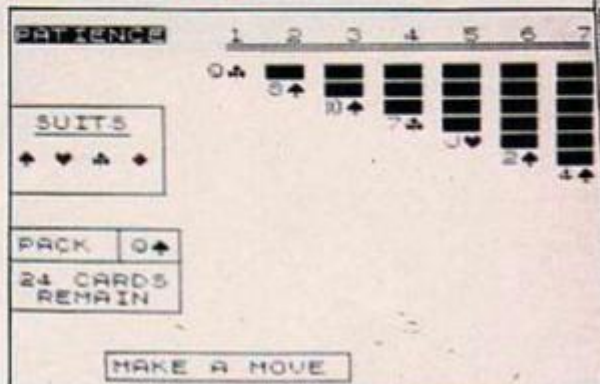 PATIENCE 1 2 3 4 5 6 7
Q♣
8♠
10♠
7♣
J♥
2♠
4♠
SUITS
♠ ♥ ♣ ♦
PACK Q♠
24 CARDS
REMAIN
MAKE A MOVE